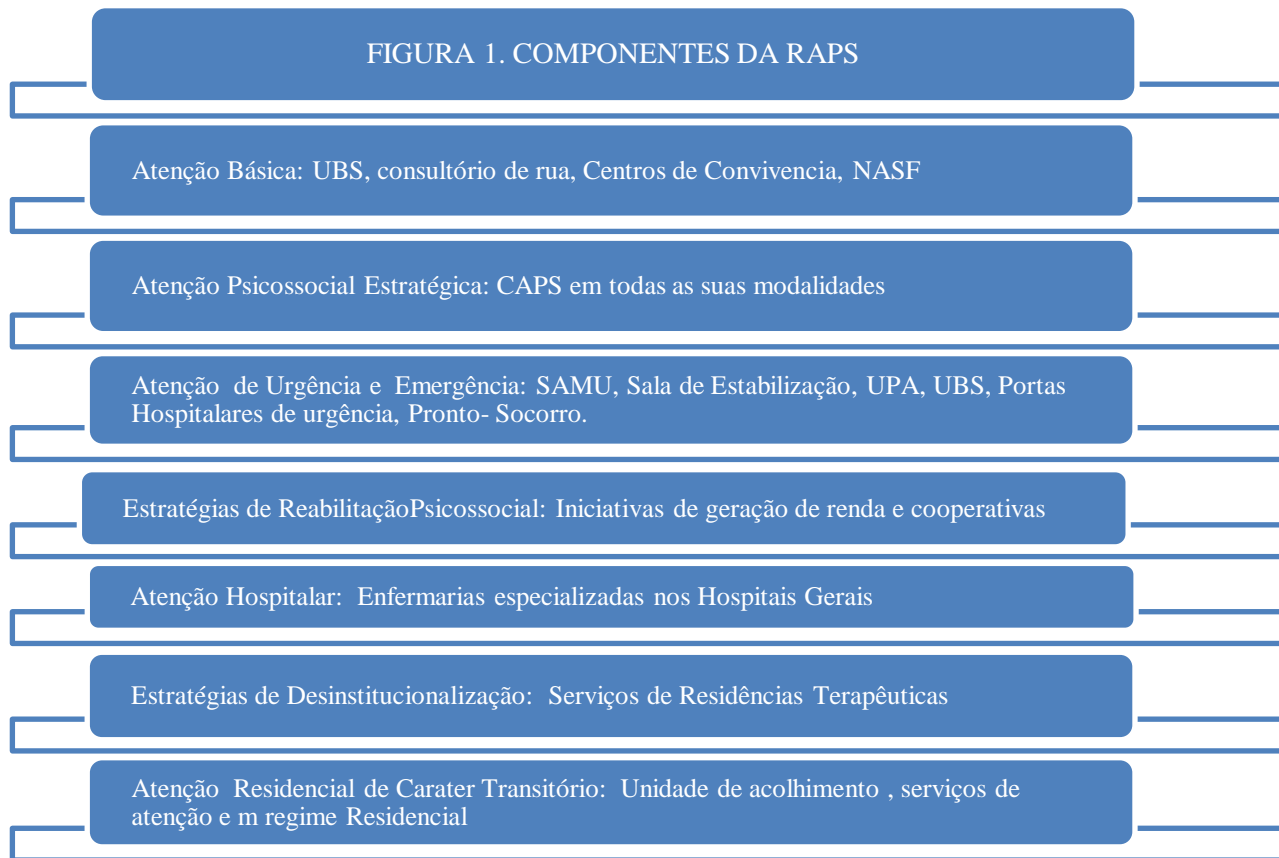 FIGURA 1. COMPONENTES DA RAPS
Atenção Básica: UBS, consultório de rua, Centros de Convivencia, NASF
Atenção Psicossocial Estratégica: CAPS em todas as suas modalidades
Atenção de Urgência e Emergência: SAMU, Sala de Estabilização, UPA, UBS, Portas
Hospitalares de urgência, Pronto- Socorro.
Estratégias de ReabilitaçãoPsicossocial: Iniciativas de geração de renda e cooperativas
Atenção Hospitalar: Enfermarias especializadas nos Hospitais Gerais
Estratégias de Desinstitucionalização: Serviços de Residências Terapêuticas
Atenção Residencial de Carater Transitório: Unidade de acolhimento , serviços de
atenção e m regime Residencial